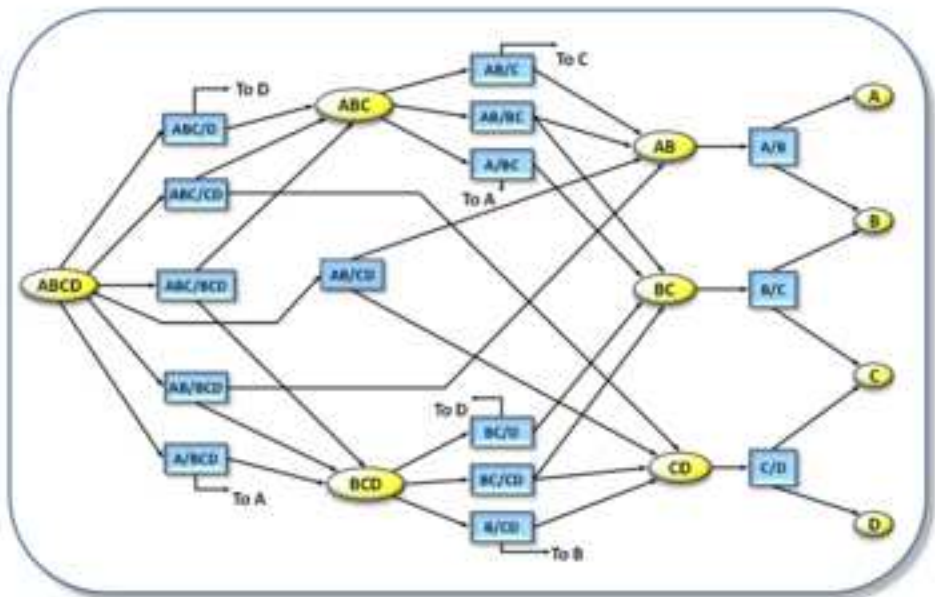 AB/C
To C
To D
A
ABC
ABC/D
AB/BC
AB
A/B
A/BC
ABC/CD
To A
B
AB/CD
ABCD
ABC/BCD
BC
B/C
C
AB/BCD
To D
BC/D
A/BCD
CD
C/D
BCD
BC/CD
To A
B/CD
D
To B